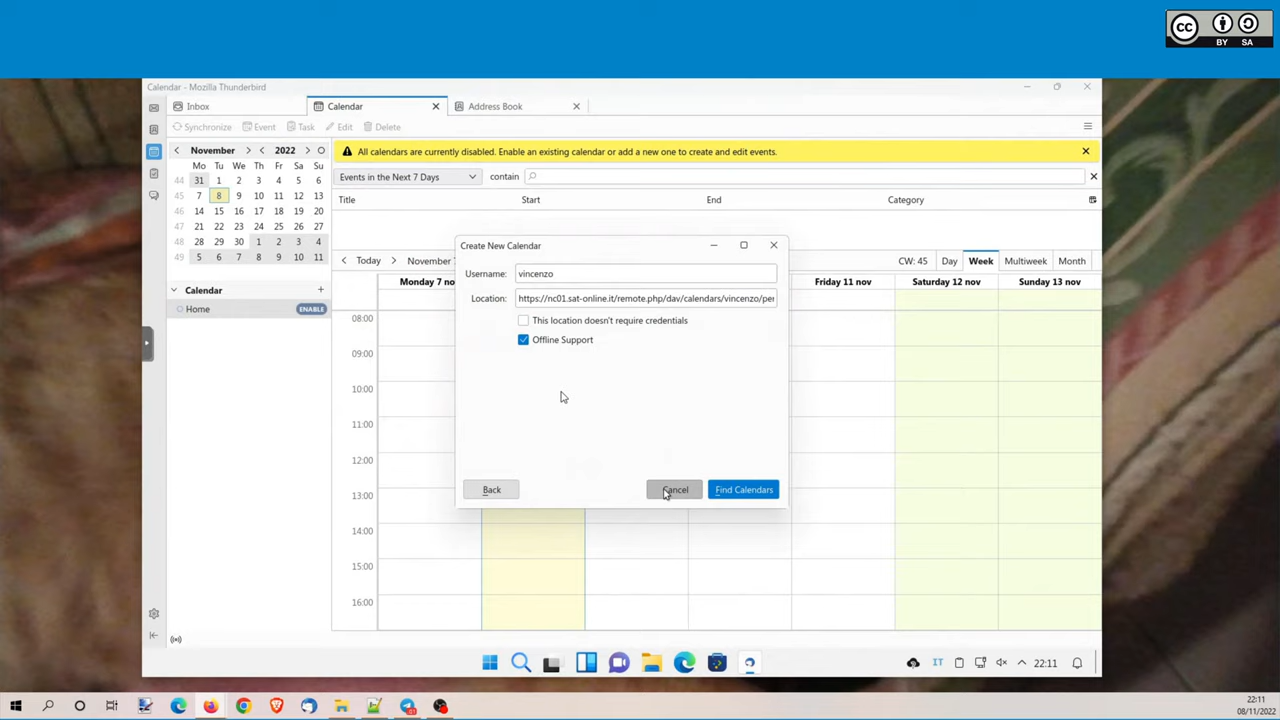 BY SA
Calendar - Mozilla Thunderbird
Inbox
Calendar
Address Book
Synchronize
Event
Task
Edit
Delete
November
2022
Mo Tu We Th Fr Sa Su
44 31 1 2 3 4 5 6
45 7 8 9 10 11 12 13
46 14 15 16 17 18 19 20
47 21 22 23 24 25 26 27
48 28 29 30 1 2 3 4
49 5 6 7 8 9 10 11
Calendar
Home
ENABLE
All calendars are currently disabled. Enable an existing calendar or add a new one to create and edit events.
Events in the Next 7 Days
contain
Title Start End Category
Today
November
CW: 45
Day
Week
Multiweek
Month
Monday 7 nov
Friday 11 nov
Saturday 12 nov
Sunday 13 nov
08:00
09:00
10:00
11:00
12:00
13:00
14:00
15:00
16:00
Create New Calendar
Username: vincenzo
Location: https://nc01.sat-online.it/remote.php/dav/calendars/vincenzo/per
This location doesn't require credentials
Offline Support
Back
Cancel
Find Calendars
IT
22:11
22:11
08/11/2022